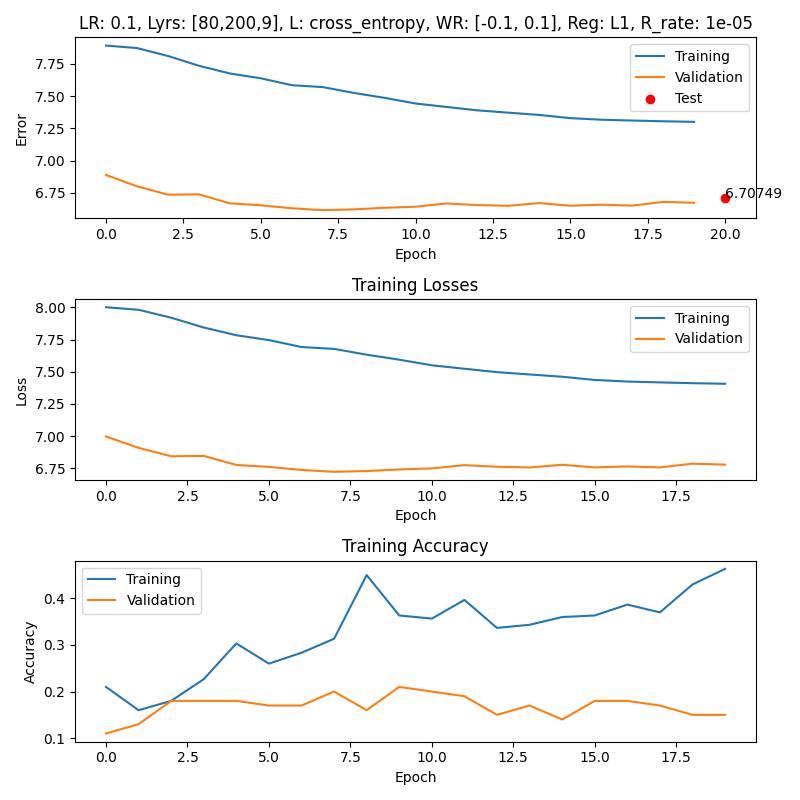 LR: 0.1, Lyrs: [80,200,9], L: cross_entropy, WR: [-0.1, 0.1], Reg: L1, R_rate: 1e-05
Error
7.75
7.50
7.25
7.00
6.75
Training
Validation
Test
6.70749
0.0 2.5 5.0 7.5 10.0 12.5 15.0 17.5 20.0
Epoch
Training Losses
Loss
8.00
7.75
7.50
7.25
7.00
6.75
Training
Validation
0.0 2.5 5.0 7.5 10.0 12.5 15.0 17.5
Epoch
Training Accuracy
Accuracy
0.4
0.3
0.2
0.1
Training
Validation
0.0 2.5 5.0 7.5 10.0 12.5 15.0 17.5
Epoch